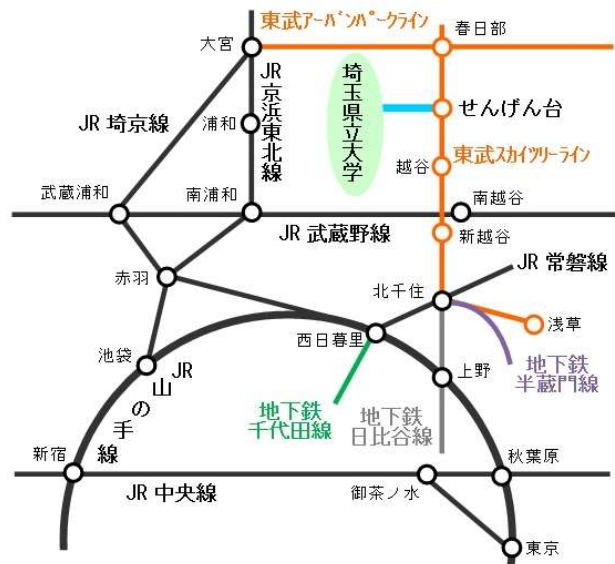 東武アーバンパークライン
大宮
春日部
JR京浜東北線
埼玉県立大学
せんげん台
JR 埼京線
浦和
東武スカイツリーライン
越谷
武蔵浦和
南浦和
南越谷
JR 武蔵野線
新越谷
赤羽
JR 常磐線
北千住
西日暮里
浅草
池袋
上野
地下鉄
半蔵門線
JR
山の手線
地下鉄
千代田線
地下鉄
日比谷線
新宿
秋葉原
JR 中央線
御茶ノ水
東京